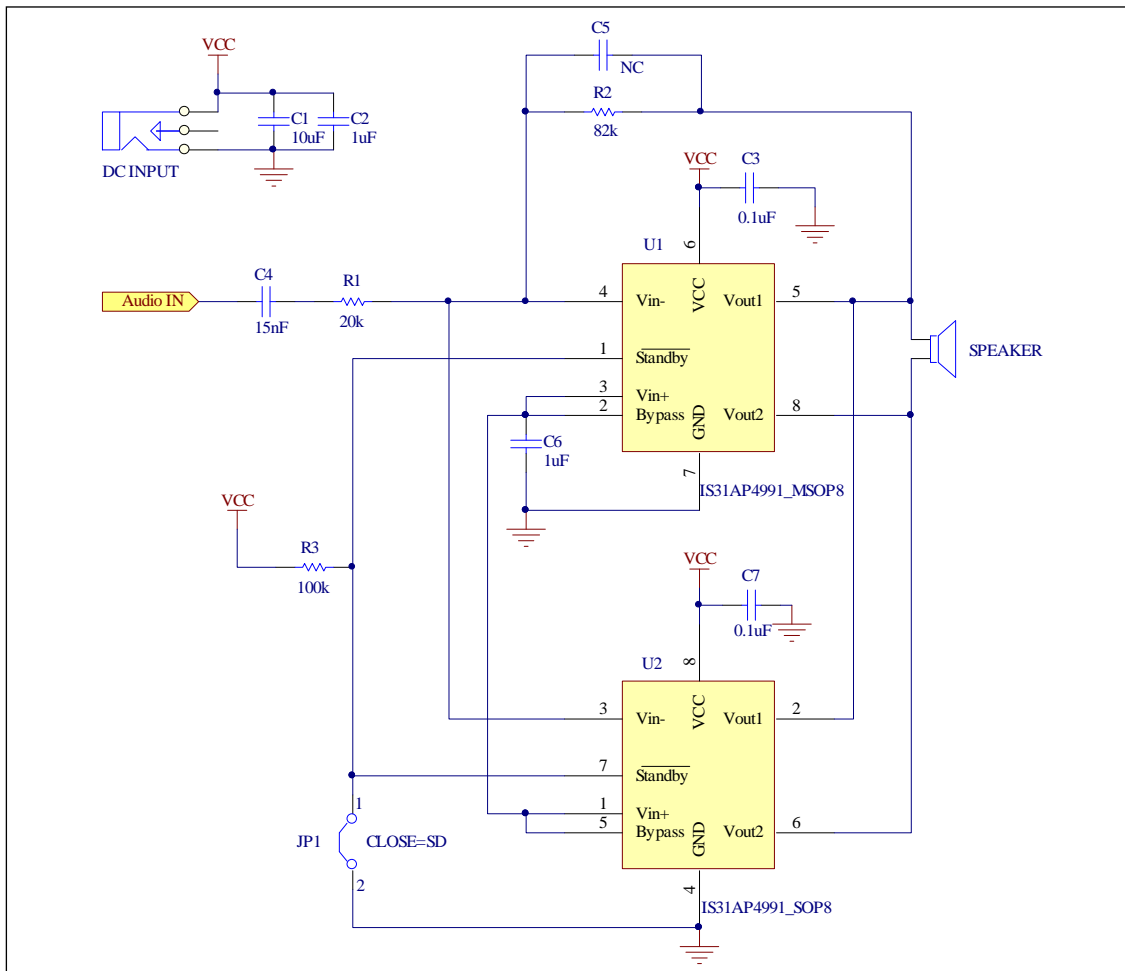 C5
NC
VCC
R2
82k
C1
10uF
C2
1uF
DC INPUT
VCC
C3
0.1uF
6
U1
Audio IN
C4
15nF
R1
20k
4
Vin-
VCC
Vout1
5
1
Standby
SPEAKER
3
Vin+
2
Bypass
GND
Vout2
8
C6
1uF
7
IS31AP4991_MSOP8
VCC
R3
100k
VCC
C7
0.1uF
8
U2
3
Vin-
VCC
Vout1
2
7
Standby
1
Vin+
5
Bypass
GND
Vout2
6
1
JP1
CLOSE=SD
2
4
IS31AP4991_SOP8